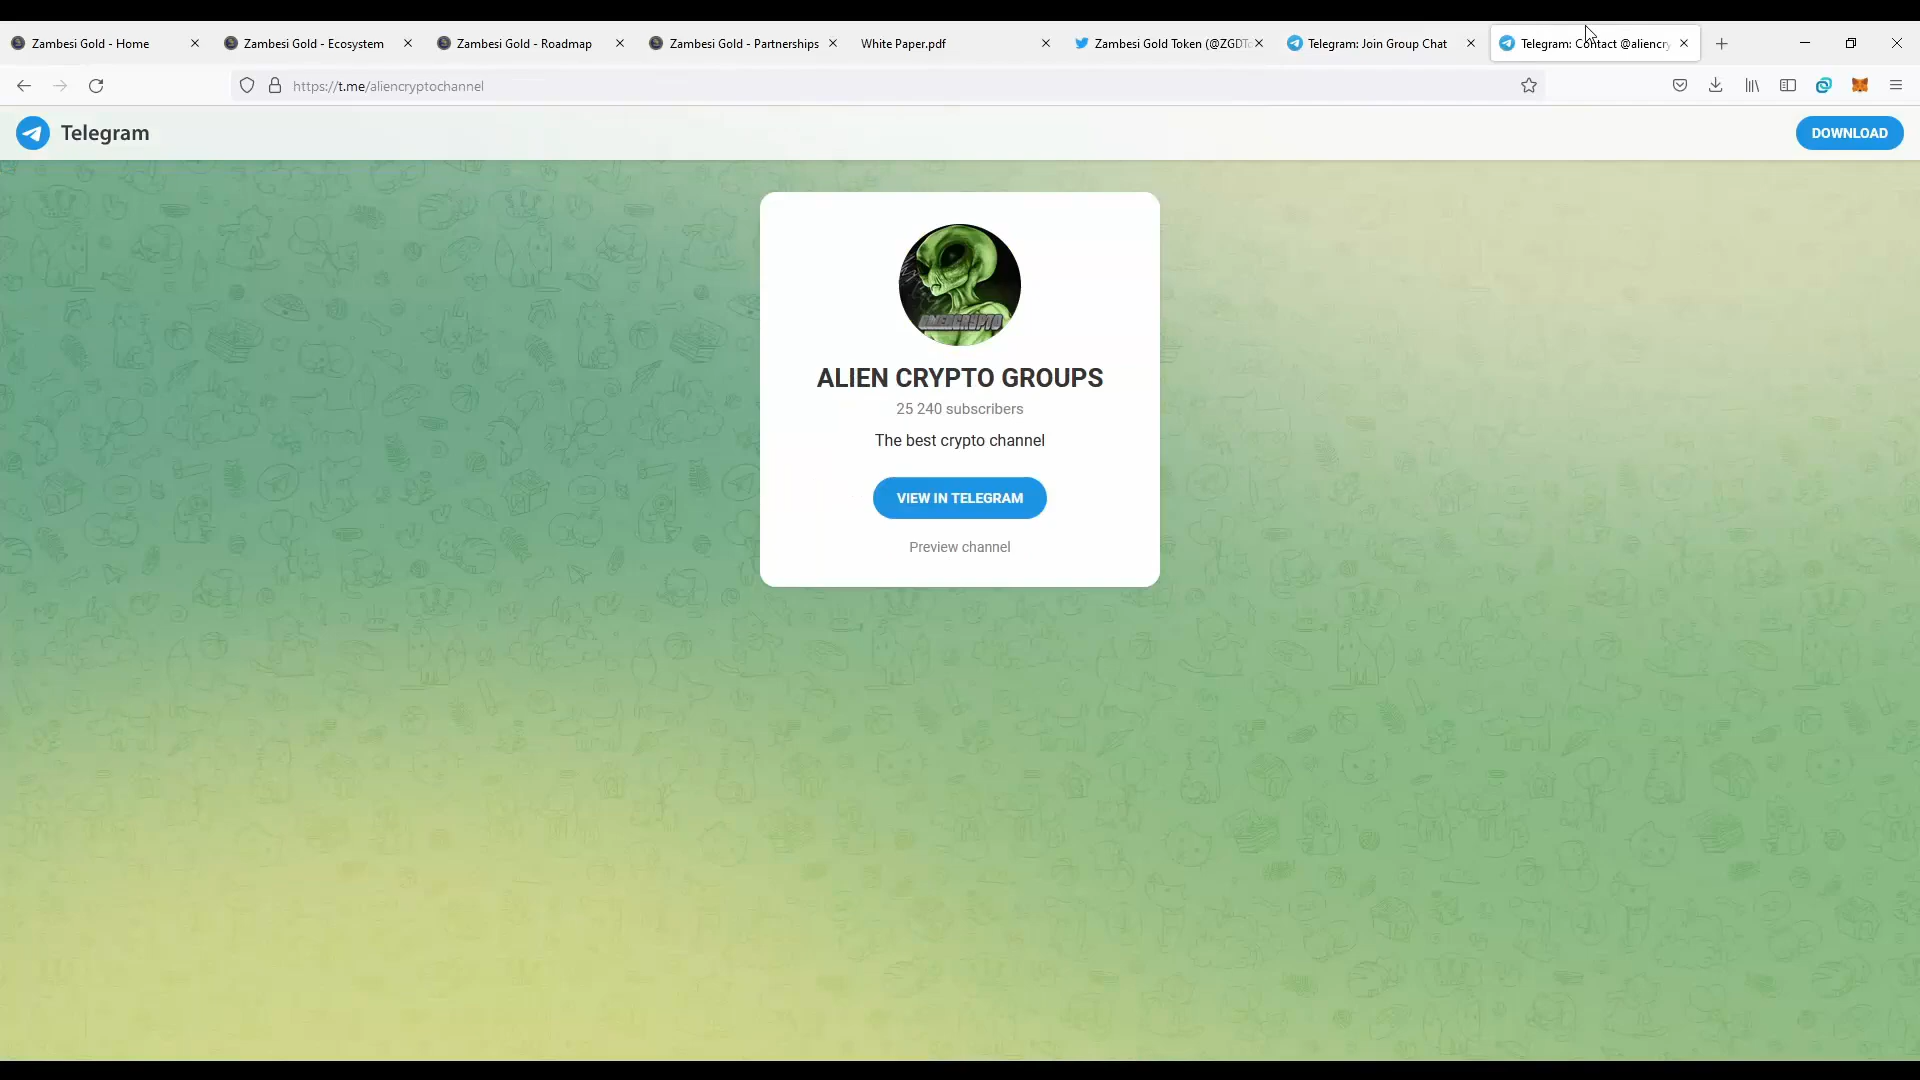 Zambesi Gold - Home
Zambesi Gold - Ecosystem
Zambesi Gold - Roadmap
Zambesi Gold - Partnerships
White Paper.pdf
Zambesi Gold Token (@ZGDT
Telegram: Join Group Chat
Telegram: Contact @aliencry
https://t.me/aliencryptochannel
Telegram
DOWNLOAD
ALIENCRYPTO
ALIEN CRYPTO GROUPS
25 240 subscribers
The best crypto channel
VIEW IN TELEGRAM
Preview channel